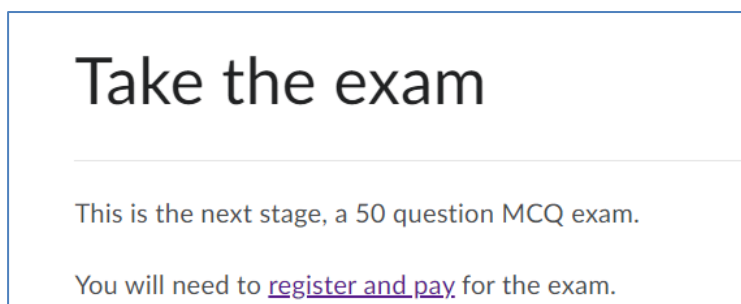 Take the exam
This is the next stage, a 50 question MCQ exam.
You will need to register and pay for the exam.